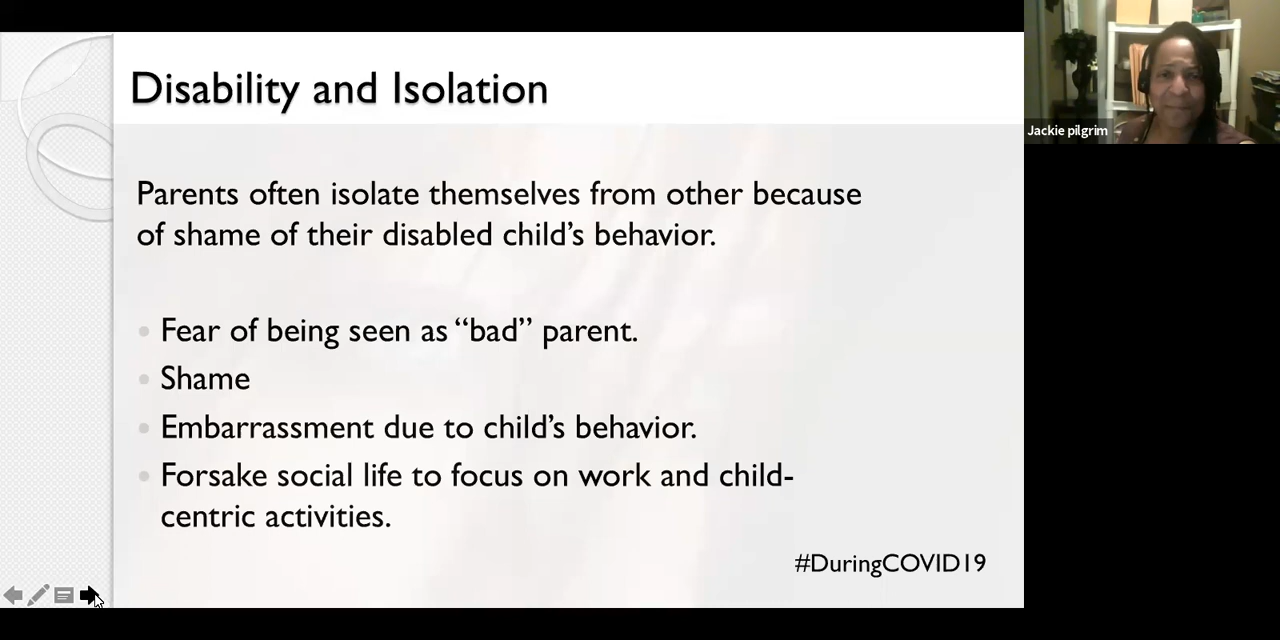 Disability and Isolation
Parents often isolate themselves from other because
of shame of their disabled child’s behavior.
Fear of being seen as “bad” parent.
Shame
Embarrassment due to child’s behavior.
Forsake social life to focus on work and child-
centric activities.
#DuringCOVID19
Jackie pilgrim